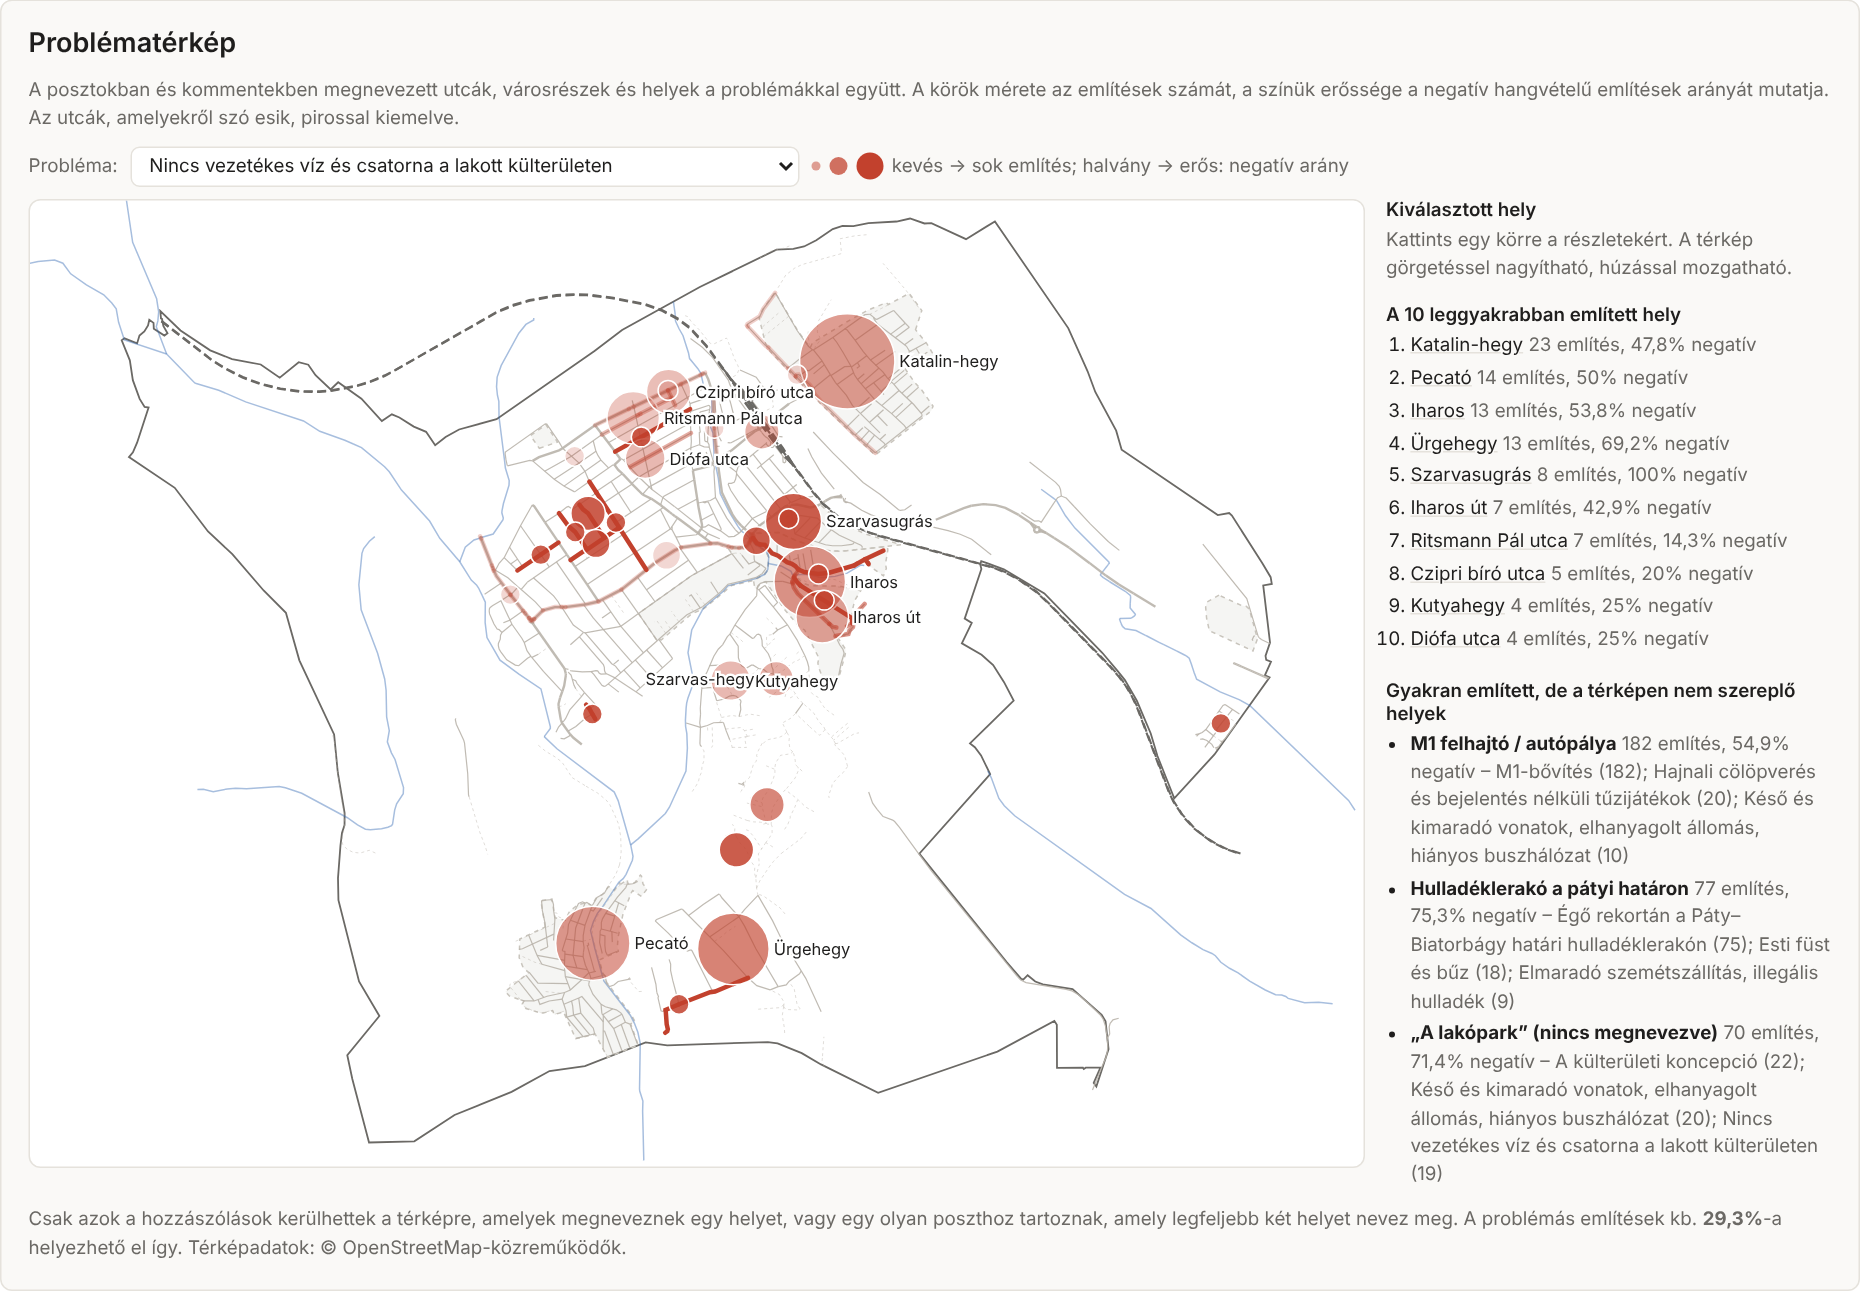 Problématérkép
A posztokban és kommentekben megnevezett utcák, városrészek és helyek a problémákkal együtt. A körök mérete az említések számát, a színük erőssége a negatív hangvételű említések arányát mutatja.
Az utcák, amelyekről szó esik, pirossal kiemelve.
Probléma:
Nincs vezetékes víz és csatorna a lakott külterületen
kevés → sok említés; halvány → erős: negatív arány
Katalin-hegy
Czipri bíró utca
Ritsmann Pál utca
Diófa utca
Szarvasugrás
Iharos
Iharos út
Szarvas-hegy
Kutyahegy
Pecató
Ürgehegy
Kiválasztott hely
Kattints egy körre a részletekért. A térkép
görgetéssel nagyítható, húzással mozgatható.
A 10 leggyakrabban említett hely
1. Katalin-hegy 23 említés, 47,8% negatív
2. Pecató 14 említés, 50% negatív
3. Iharos 13 említés, 53,8% negatív
4. Ürgehegy 13 említés, 69,2% negatív
5. Szarvasugrás 8 említés, 100% negatív
6. Iharos út 7 említés, 42,9% negatív
7. Ritsmann Pál utca 7 említés, 14,3% negatív
8. Czipri bíró utca 5 említés, 20% negatív
9. Kutyahegy 4 említés, 25% negatív
10. Diófa utca 4 említés, 25% negatív
Gyakran említett, de a térképen nem szereplő
helyek
• M1 felhajtó / autópálya 182 említés, 54,9%
negatív – M1-bővítés (182); Hajnali cölöpverés
és bejelentés nélküli tűzijátékok (20); Késő és
kimaradó vonatok, elhanyagolt állomás,
hiányos buszhálózat (10)
• Hulladéklerakó a pátyi határon 77 említés,
75,3% negatív – Égő rekortán a Páty–
Biatorbágy határi hulladéklerakón (75); Esti füst
és bűz (18); Elmaradó szemétszállítás, illegális
hulladék (9)
• „A lakópark” (nincs megnevezve) 70 említés,
71,4% negatív – A külterületi koncepció (22);
Késő és kimaradó vonatok, elhanyagolt
állomás, hiányos buszhálózat (20); Nincs
vezetékes víz és csatorna a lakott külterületen
(19)
Csak azok a hozzászólások kerülhettek a térképre, amelyek megneveznek egy helyet, vagy egy olyan poszthoz tartoznak, amely legfeljebb két helyet nevez meg. A problémás említések kb. 29,3%-a
helyezhető el így. Térképadatok: © OpenStreetMap-közreműködők.